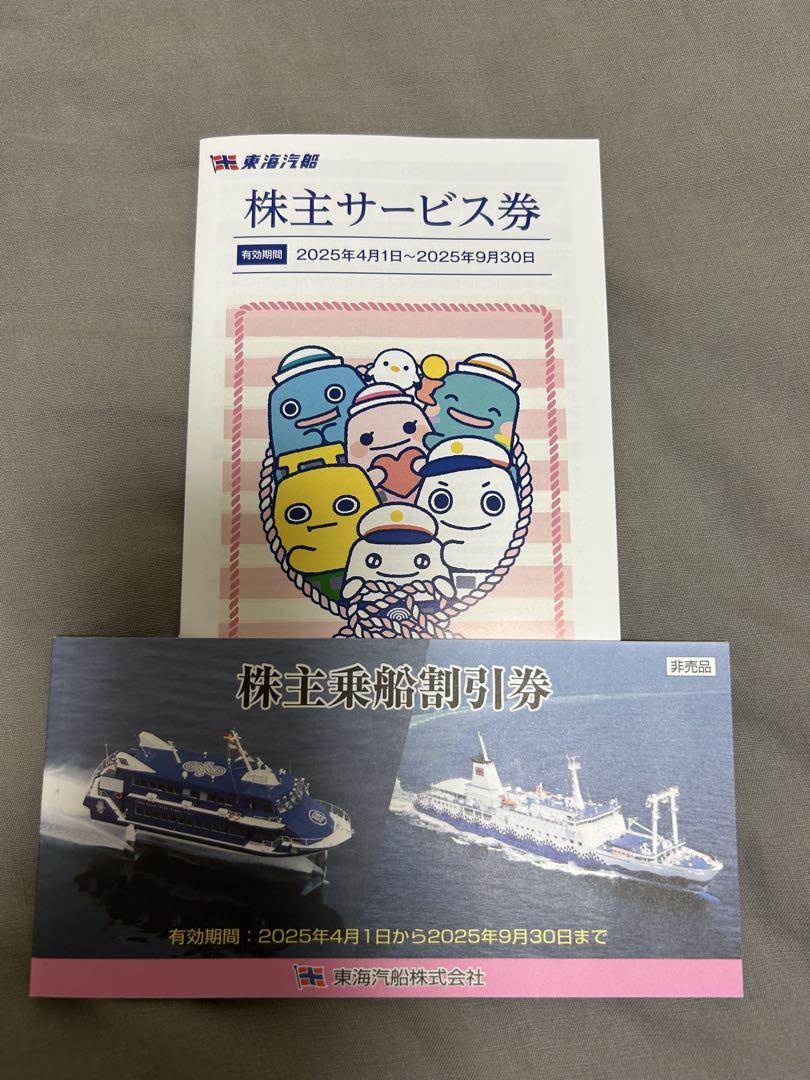 東海汽船
株主サービス券
有効期間 2025年4月1日～2025年9月30日
株主乗船割引券
非売品
有効期間：2025年4月1日から2025年9月30日まで
東海汽船株式会社